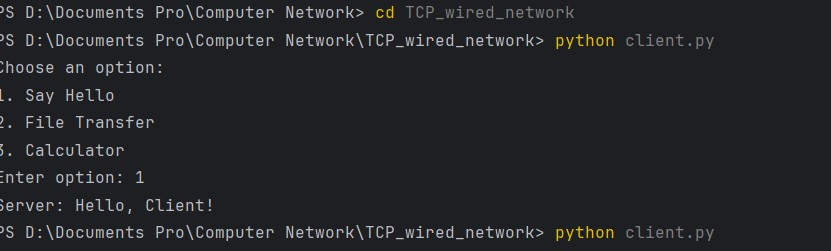 PS D:\Documents Pro\Computer Network> cd TCP_wired_network
PS D:\Documents Pro\Computer Network\TCP_wired_network> python client.py
Choose an option:
1. Say Hello
2. File Transfer
3. Calculator
Enter option: 1
Server: Hello, Client!
PS D:\Documents Pro\Computer Network\TCP_wired_network> python client.py